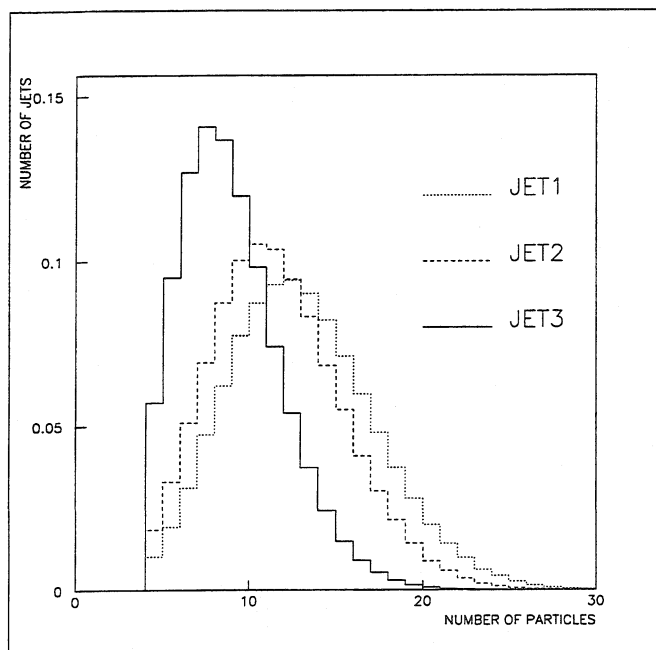 NUMBER OF JETS
0.15
0.1
0.05
0
0
10
20
30
NUMBER OF PARTICLES
JET1
JET2
JET3